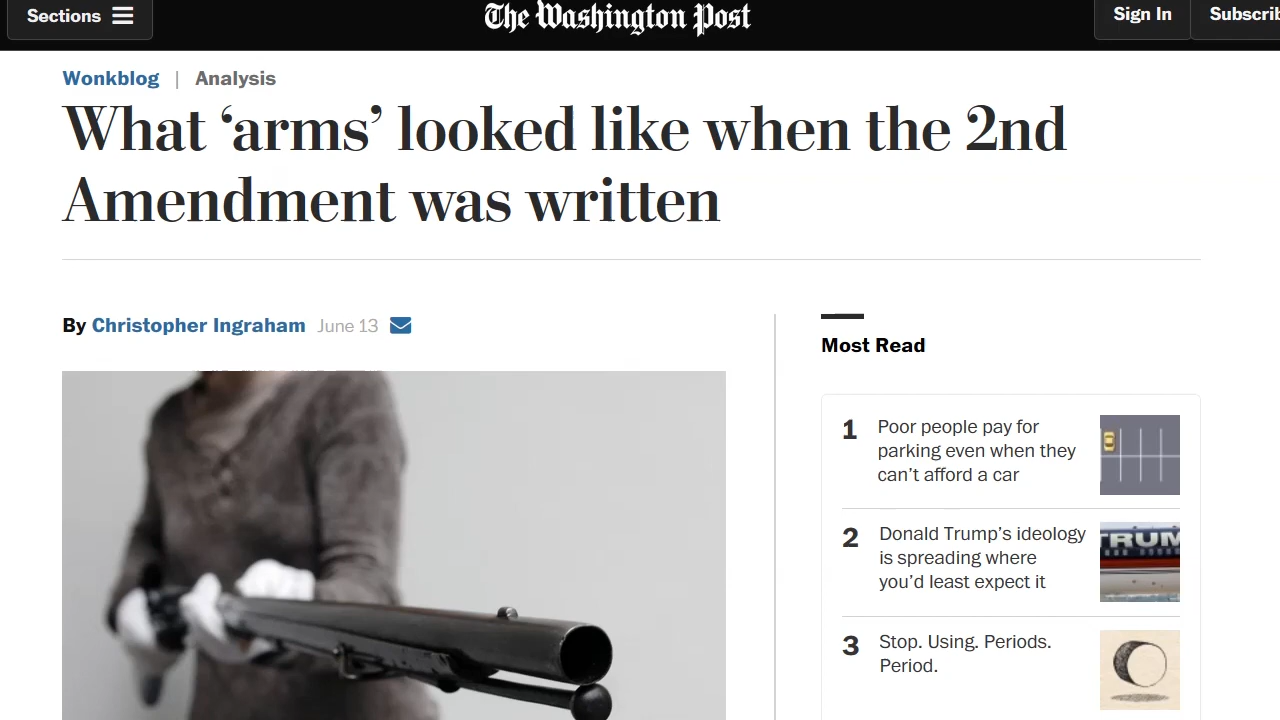 Sections
The Washington Post
Sign In
Subscrib
Wonkblog | Analysis
What ‘arms’ looked like when the 2nd
Amendment was written
By Christopher Ingraham June 13
Most Read
1
Poor people pay for
parking even when they
can’t afford a car
2
Donald Trump’s ideology
is spreading where
you’d least expect it
TRUM
3
Stop. Using. Periods.
Period.